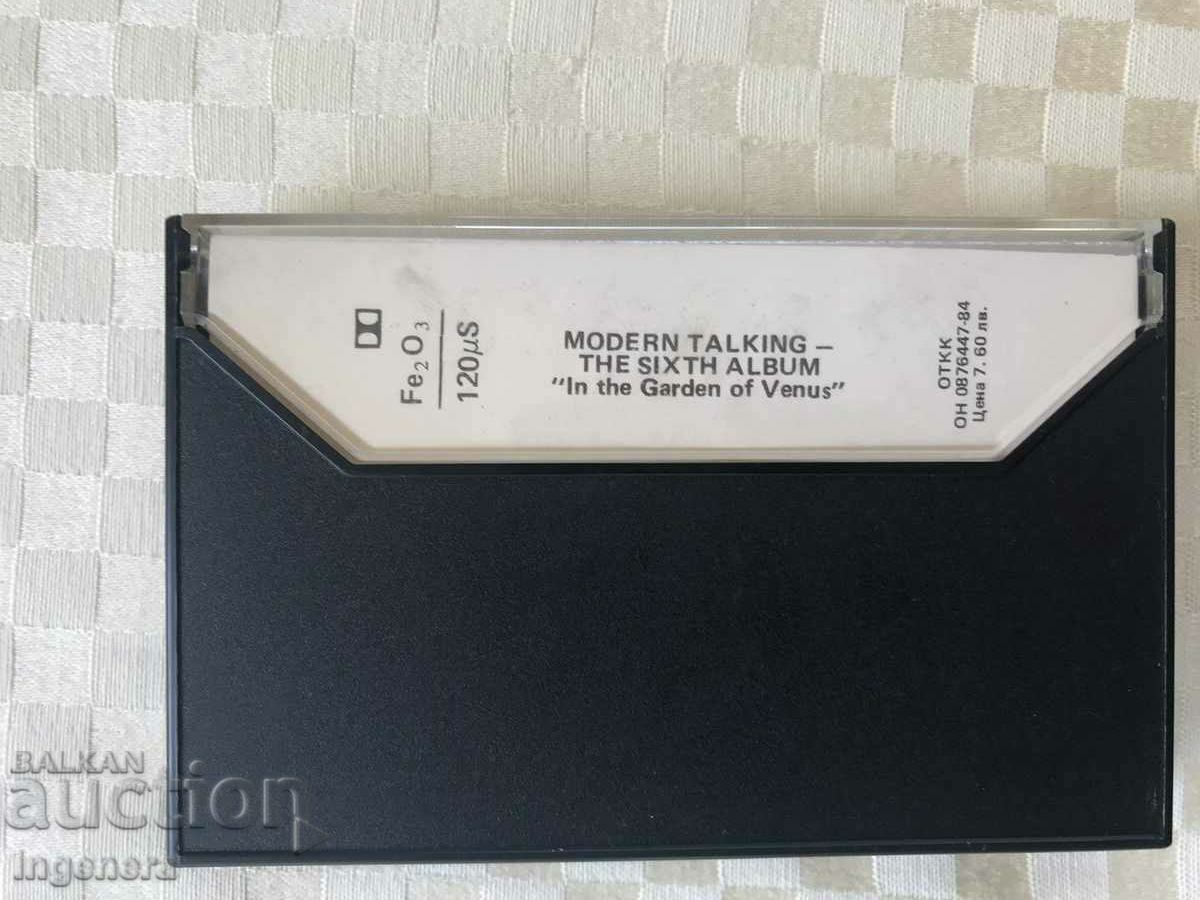 Fe₂O₃
120µS
MODERN TALKING –
THE SIXTH ALBUM
"In the Garden of Venus"
ОТКК
ОН 0876447-84
Цена 7. 60 лв.
BALKAN
auction
ingenera